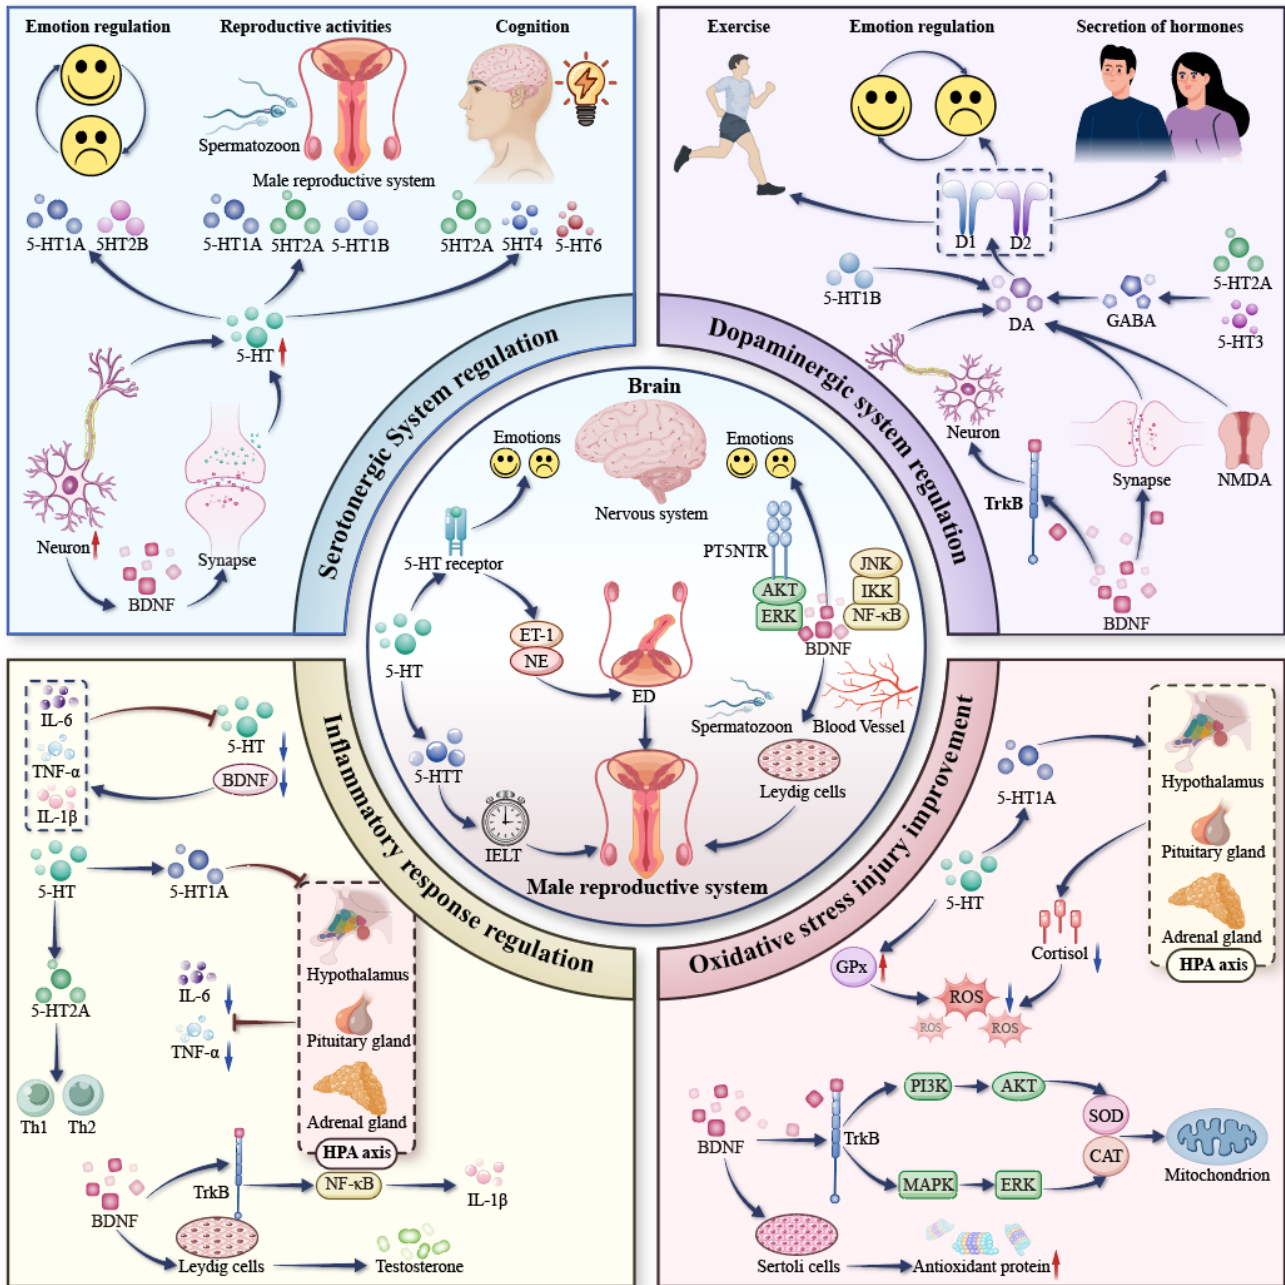 Emotion regulation
Reproductive activities
Cognition
Spermatozoon
Male reproductive system
5-HT1A
5HT2B
5-HT1A
5HT2A
5-HT1B
5HT2A
5HT4
5-HT6
5-HT
Neuron
Synapse
BDNF
Serotonergic System regulation
Exercise
Emotion regulation
Secretion of hormones
D1
D2
5-HT1B
DA
GABA
5-HT2A
5-HT3
Neuron
TrkB
Synapse
NMDA
BDNF
Dopaminergic system regulation
Brain
Emotions
Emotions
Nervous system
5-HT receptor
PT5NTR
AKT
ERK
JNK
IKK
NF-κB
BDNF
ET-1
NE
5-HT
ED
Spermatozoon
Blood Vessel
5-HTT
Leydig cells
IELT
Male reproductive system
IL-6
TNF-α
IL-1β
5-HT
BDNF
5-HT
5-HT1A
5-HT2A
IL-6
TNF-α
Hypothalamus
Pituitary gland
Adrenal gland
HPA axis
Th1
Th2
BDNF
TrkB
NF-κB
IL-1β
Leydig cells
Testosterone
Inflammatory response regulation
Oxidative stress injury improvement
5-HT1A
Hypothalamus
Pituitary gland
Adrenal gland
HPA axis
5-HT
GPx
Cortisol
ROS
ROS
ROS
BDNF
TrkB
PI3K
AKT
MAPK
ERK
SOD
CAT
Mitochondrion
Sertoli cells
Antioxidant protein